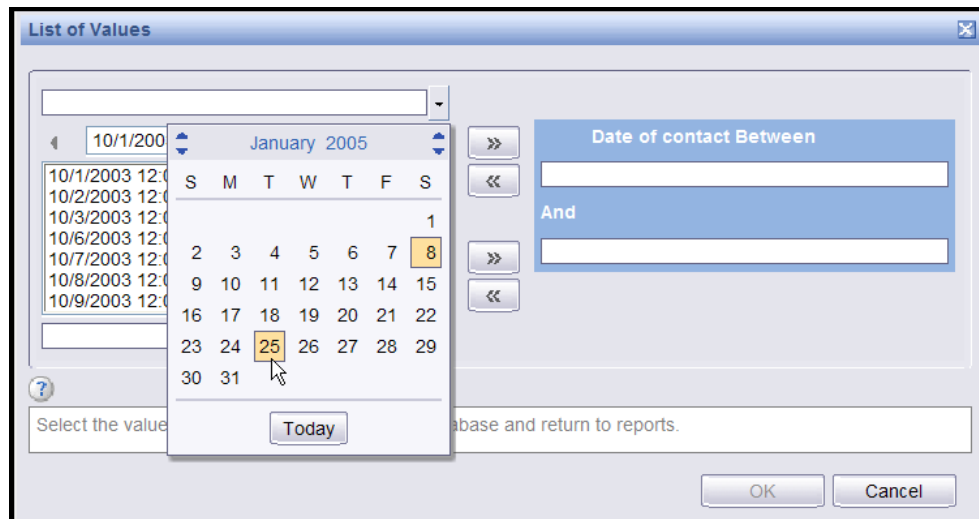 List of Values
10/1/200
10/1/2003 12:0
10/2/2003 12:0
10/3/2003 12:0
10/6/2003 12:0
10/7/2003 12:0
10/8/2003 12:0
10/9/2003 12:0
January 2005
S M T W T F S
1
2 3 4 5 6 7 8
9 10 11 12 13 14 15
16 17 18 19 20 21 22
23 24 25 26 27 28 29
30 31
Today
>>
<<
>>
<<
Date of contact Between
And
?
Select the value abase and return to reports.
OK Cancel